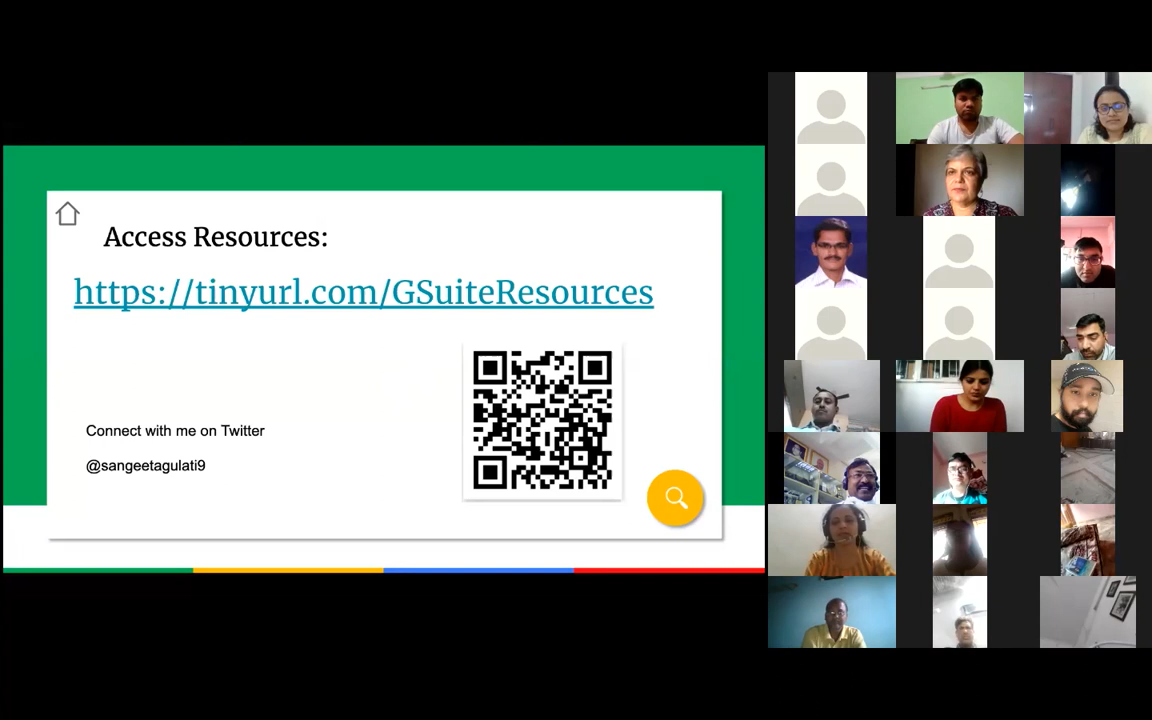 Access Resources:
https://tinyurl.com/GSuiteResources
Connect with me on Twitter
@sangeetagulati9